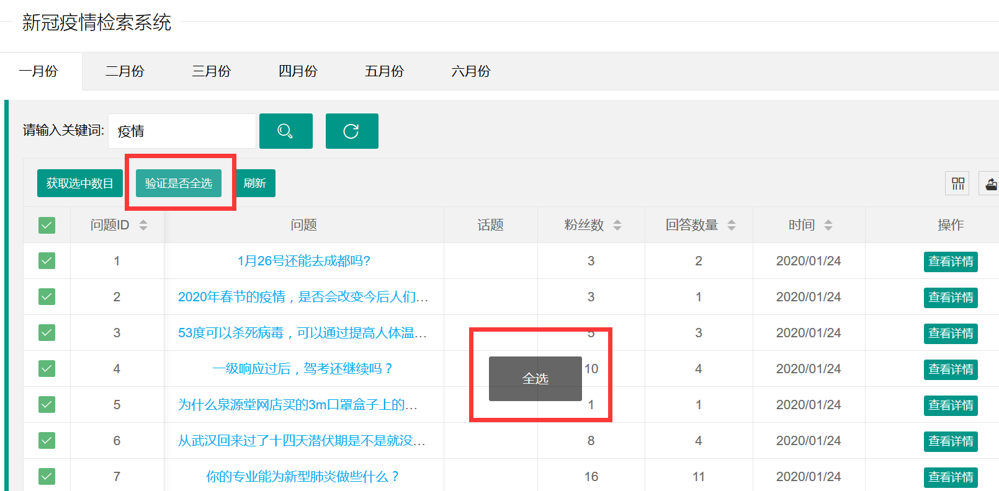 新冠疫情检索系统
一月份 二月份 三月份 四月份 五月份 六月份
请输入关键词: 疫情
获取选中数目 验证是否全选 刷新
问题ID 问题 话题 粉丝数 回答数量 时间 操作
1 1月26号还能去成都吗? 3 2 2020/01/24 查看详情
2 2020年春节的疫情，是否会改变今后人们… 3 1 2020/01/24 查看详情
3 53度可以杀死病毒，可以通过提高人体温… 5 3 2020/01/24 查看详情
4 一级响应过后，驾考还继续吗？ 10 4 2020/01/24 查看详情
全选
5 为什么泉源堂网店买的3m口罩盒子上的… 1 1 2020/01/24 查看详情
6 从武汉回来过了十四天潜伏期是不是就没… 8 4 2020/01/24 查看详情
7 你的专业能为新型肺炎做些什么？ 16 11 2020/01/24 查看详情